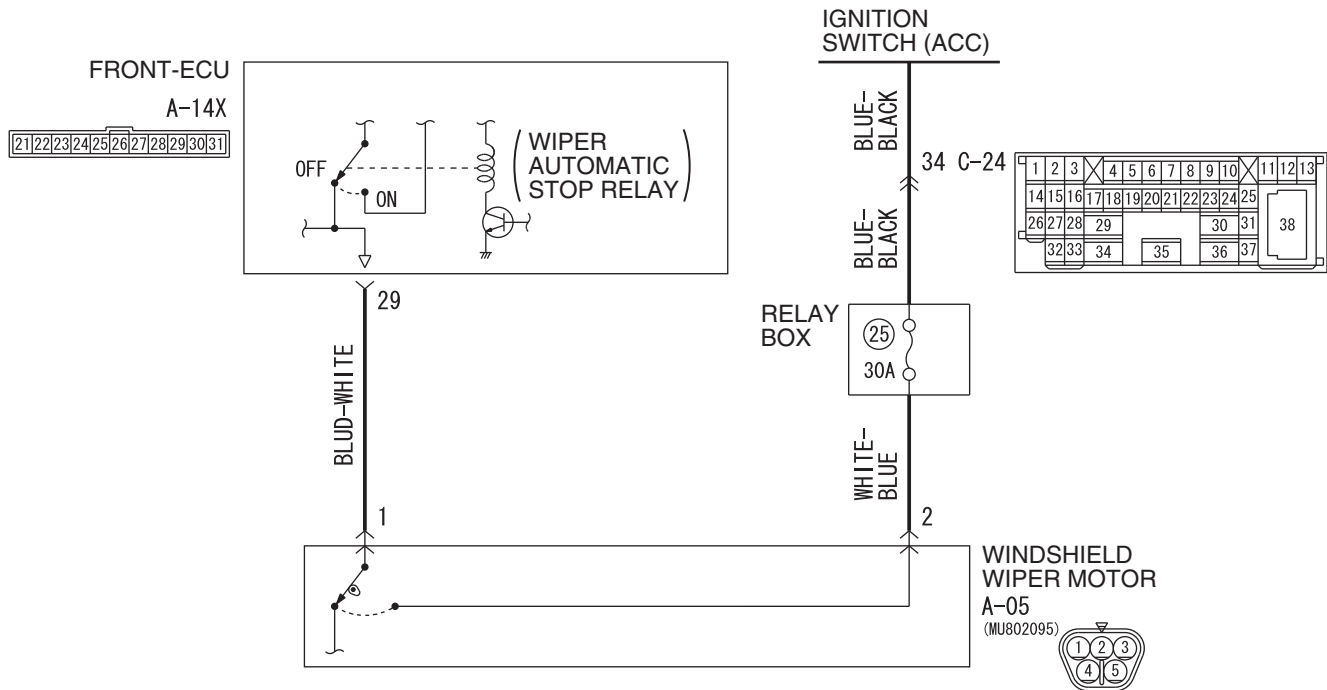 IGNITION
SWITCH (ACC)
FRONT-ECU
A-14X
21 22 23 24 25 26 27 28 29 30 31
OFF
ON
WIPER
AUTOMATIC
STOP RELAY
BLUE-
BLACK
34 C-24
1 2 3 4 5 6 7 8 9 10 11 12 13
14 15 16 17 18 19 20 21 22 23 24 25
26 27 28 29 30 31 38
32 33 34 35 36 37
BLUE-
BLACK
29
RELAY
BOX
25
30A
BLUD-WHITE
WHITE-
BLUE
1
2
WINDSHIELD
WIPER MOTOR
A-05
(MU802095)
1 2 3
4 5